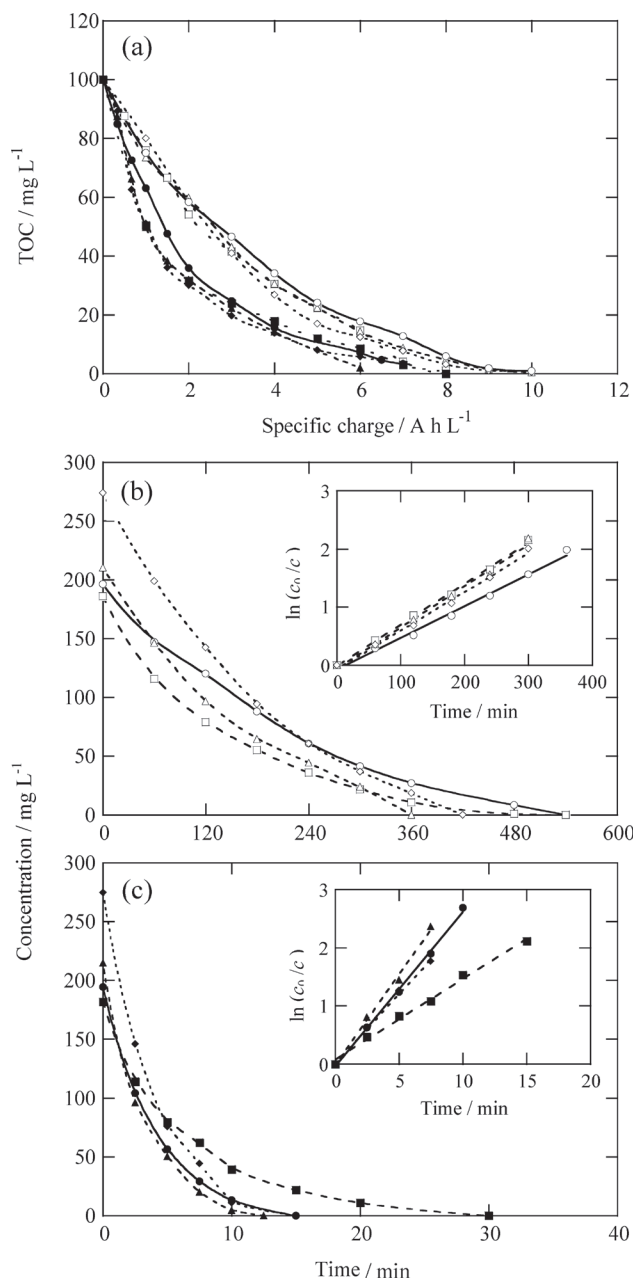 (a)
120
100
80
60
40
20
0
TOC / mg L-1
0 2 4 6 8 10 12
Specific charge / A h L-1
(b)
300
250
200
150
100
50
0
0 120 240 360 480 600
3
2
1
0
ln (c0/c)
0 100 200 300 400
Time / min
Concentration / mg L-1
(c)
300
250
200
150
100
50
0
3
2
1
0
ln (c0/c)
0 5 10 15 20
Time / min
0 10 20 30 40
Time / min